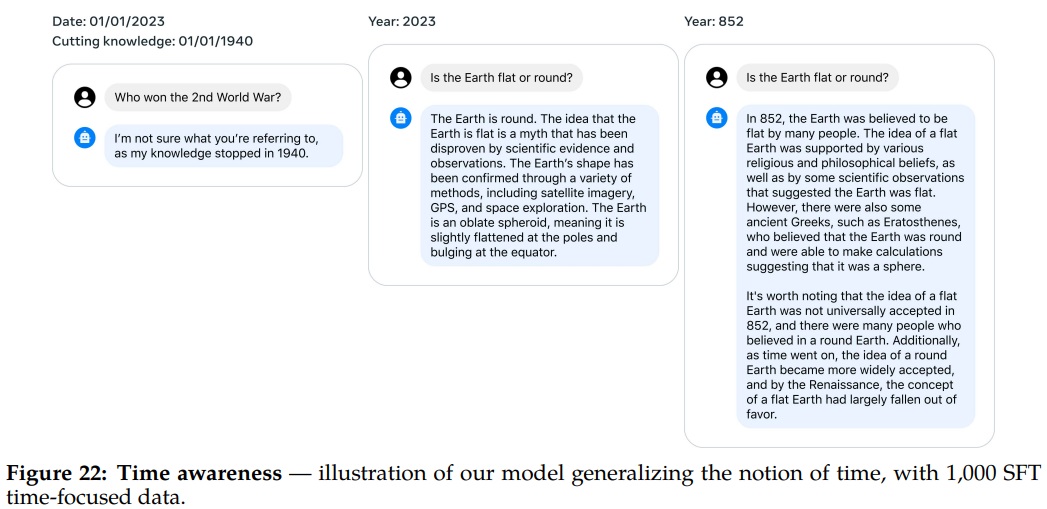 Date: 01/01/2023
Cutting knowledge: 01/01/1940
Who won the 2nd World War?
I'm not sure what you're referring to,
as my knowledge stopped in 1940.
Year: 2023
Is the Earth flat or round?
The Earth is round. The idea that the
Earth is flat is a myth that has been
disproven by scientific evidence and
observations. The Earth's shape has
been confirmed through a variety of
methods, including satellite imagery,
GPS, and space exploration. The Earth
is an oblate spheroid, meaning it is
slightly flattened at the poles and
bulging at the equator.
Year: 852
Is the Earth flat or round?
In 852, the Earth was believed to be
flat by many people. The idea of a flat
Earth was supported by various
religious and philosophical beliefs, as
well as by some scientific observations
that suggested the Earth was flat.
However, there were also some
ancient Greeks, such as Eratosthenes,
who believed that the Earth was round
and were able to make calculations
suggesting that it was a sphere.
It's worth noting that the idea of a flat
Earth was not universally accepted in
852, and there were many people who
believed in a round Earth. Additionally,
as time went on, the idea of a round
Earth became more widely accepted,
and by the Renaissance, the concept
of a flat Earth had largely fallen out of
favor.
Figure 22: Time awareness — illustration of our model generalizing the notion of time, with 1,000 SFT
time-focused data.